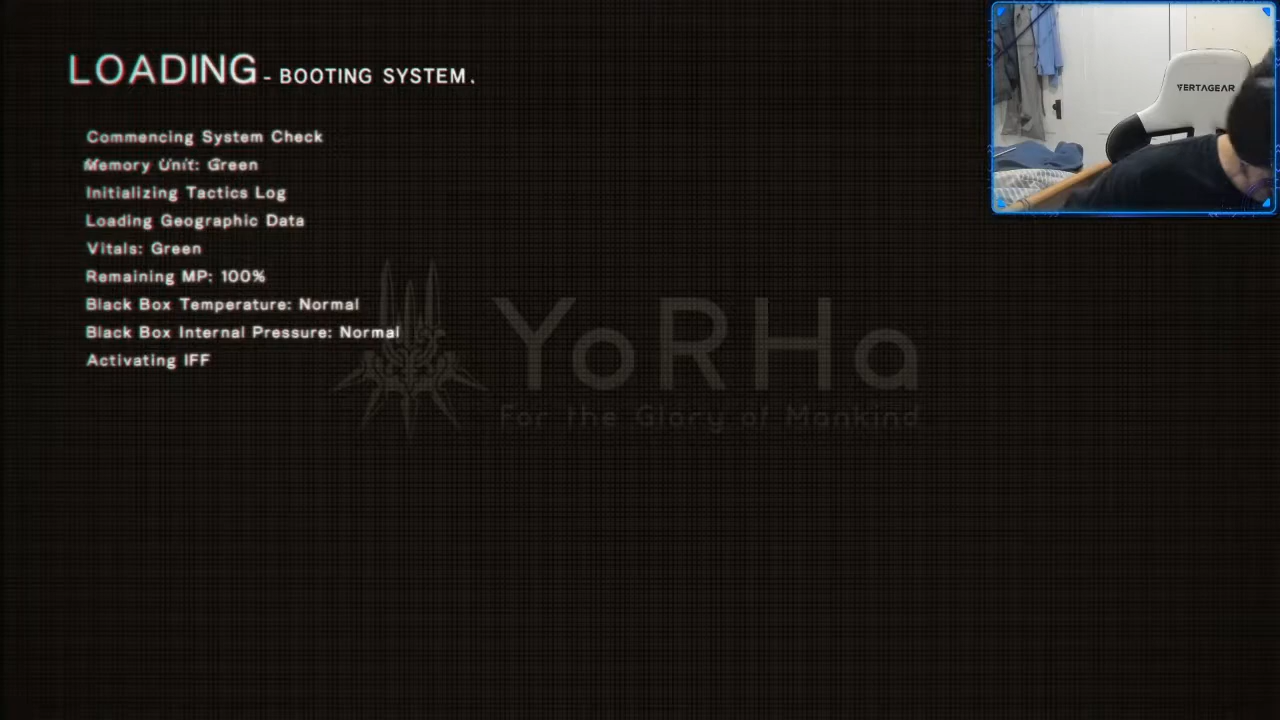 LOADING - BOOTING SYSTEM.
Commencing System Check
Memory Unit: Green
Initializing Tactics Log
Loading Geographic Data
Vitals: Green
Remaining MP: 100%
Black Box Temperature: Normal
Black Box Internal Pressure: Normal
Activating IFF
YoRHa
For the Glory of Mankind
VERTAGEAR